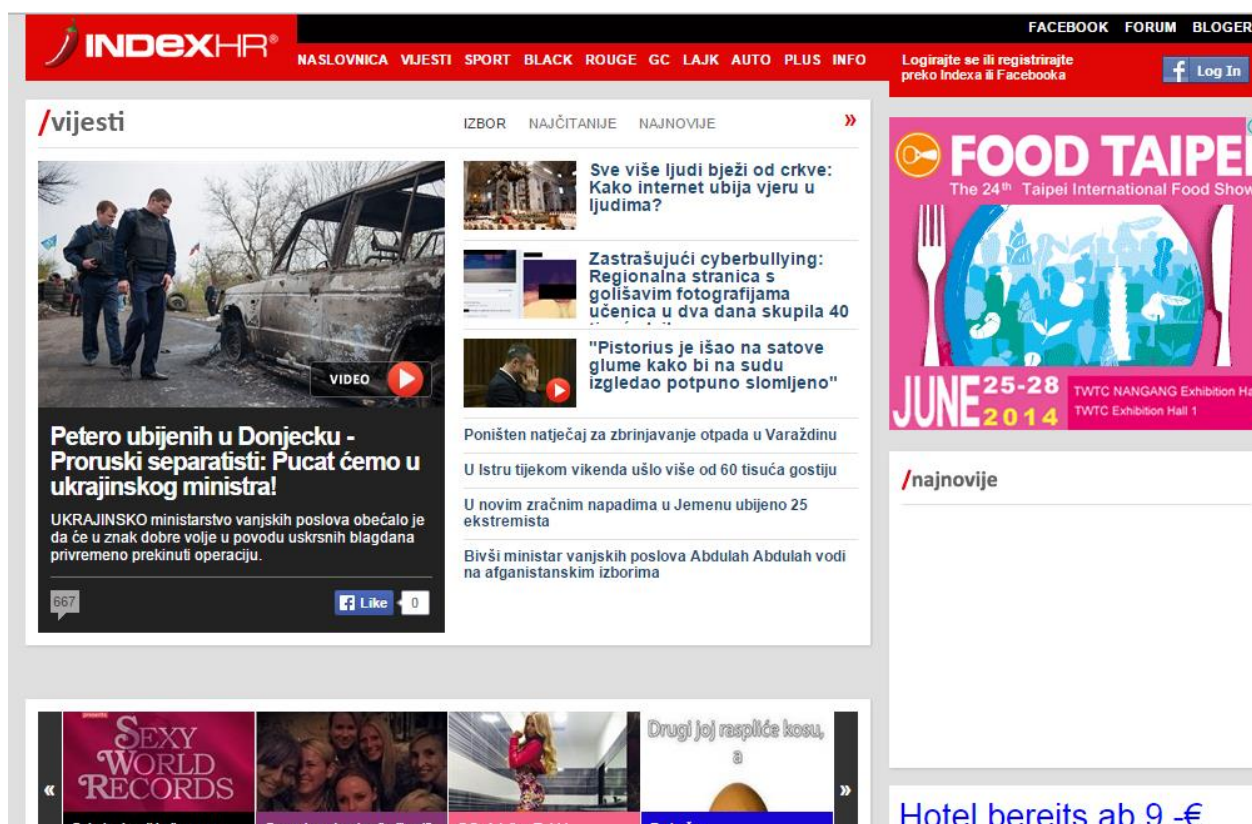 INDEXHR®
FACEBOOK FORUM BLOGER
NASLOVNICA VIJESTI SPORT BLACK ROUGE GC LAJK AUTO PLUS INFO
Logirajte se ili registrirajte
preko Indexa ili Facebooka
f Log In
/vijesti
IZBOR NAJČITANIJE NAJNOVIJE »
VIDEO
Petero ubijenih u Donjecku -
Proruski separatisti: Pucat ćemo u
ukrajinskog ministra!
UKRAJINSKO ministarstvo vanjskih poslova obećalo je
da će u znak dobre volje u povodu uskrsnih blagdana
privremeno prekinuti operaciju.
667
Like 0
Sve više ljudi bježi od crkve:
Kako internet ubija vjeru u
ljudima?
Zastrašujući cyberbullying:
Regionalna stranica s
golišavim fotografijama
učenica u dva dana skupila 40
"Pistorius je išao na satove
glume kako bi na sudu
izgledao potpuno slomljeno"
Poništen natječaj za zbrinjavanje otpada u Varaždinu
U Istru tijekom vikenda ušlo više od 60 tisuća gostiju
U novim zračnim napadima u Jemenu ubijeno 25
ekstremista
Bivši ministar vanjskih poslova Abdulah Abdulah vodi
na afganistanskim izborima
FOOD TAIPEI
The 24th Taipei International Food Show
JUNE 25-28
2014
TWTC NANGANG Exhibition Ha
TWTC Exhibition Hall 1
/najnovije
«
presents
SEXY
WORLD
RECORDS
Drugi joj raspliće kosu,
a
»
Hotel bereits ab 9 -€